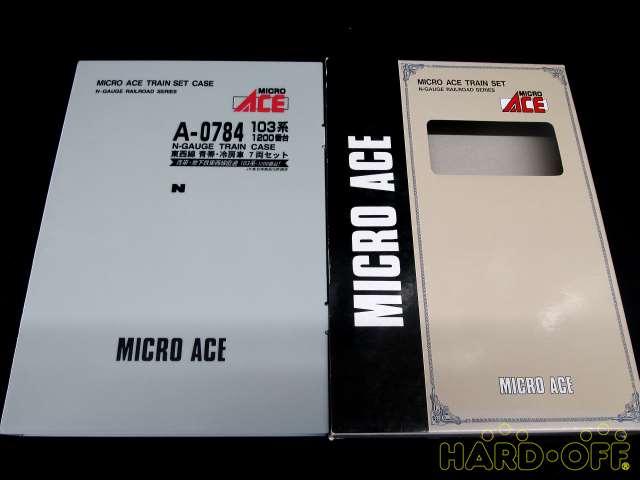 MICRO ACE TRAIN SET CASE
N-GAUGE RAILROAD SERIES
MICRO
ACE
A-0784 103系
1200番台
N-GAUGE TRAIN CASE
東西線 青帯・冷房車 7両セット
N
MICRO ACE
MICRO ACE
MICRO ACE TRAIN SET
N-GAUGE RAILROAD SERIES
MICRO
ACE
MICRO ACE
HARD・OFF